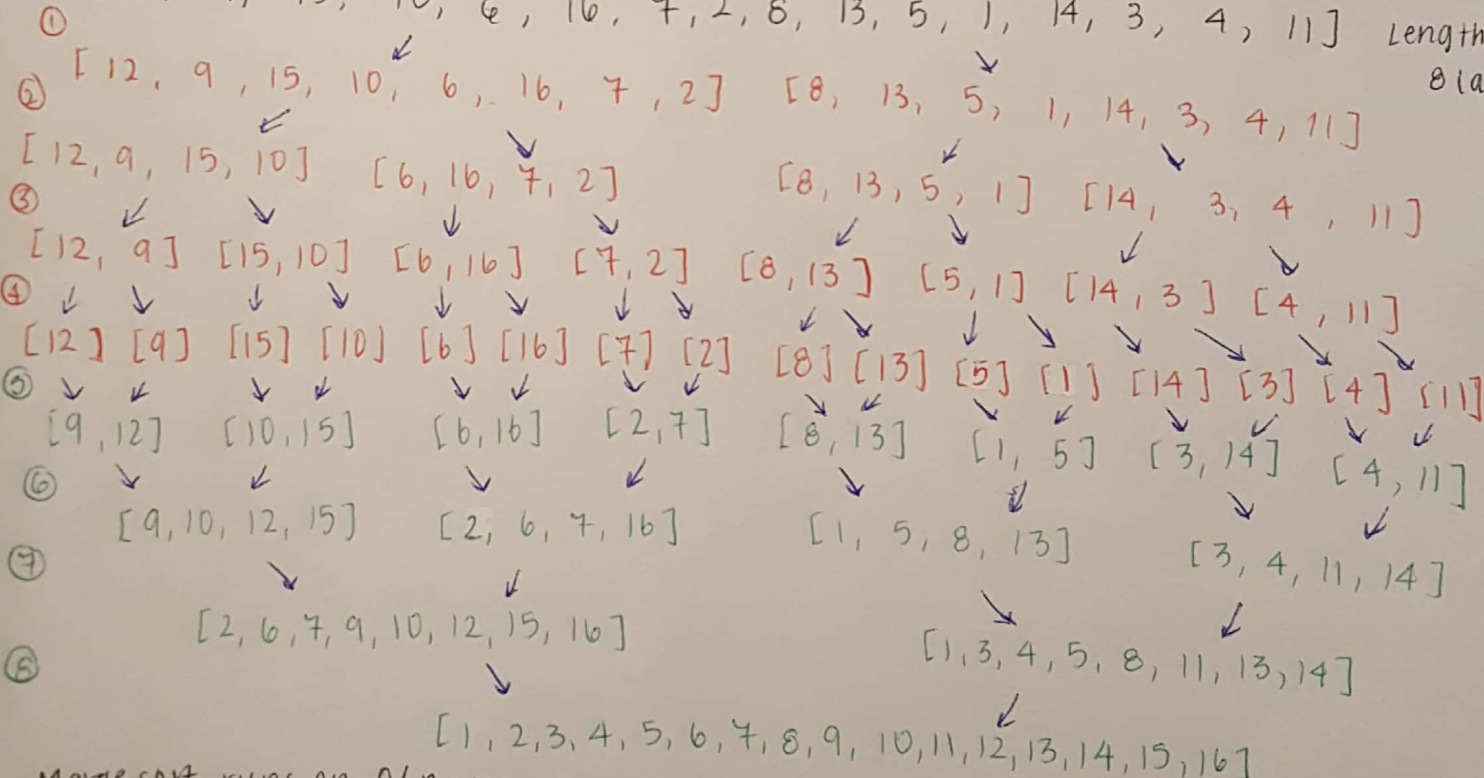 ①
6, 16, 7, 2, 8, 13, 5, 1, 14, 3, 4, 11] Length
8 (a
[12, 9, 15, 10, 6, 16, 7, 2] [8, 13, 5, 1, 14, 3, 4, 11]
②
[12, 9, 15, 10] [6, 16, 7, 2] [8, 13, 5, 1] [14, 3, 4, 11]
③
[12, 9] [15, 10] [6, 16] [7, 2] [8, 13] [5, 1] [14, 3] [4, 11]
④
[12] [9] [15] [10] [6] [16] [7] [2] [8] [13] [5] [1] [14] [3] [4] [11]
⑤
[9, 12] [10, 15] [6, 16] [2, 7] [8, 13] [1, 5] [3, 14] [4, 11]
⑥
[9, 10, 12, 15] [2, 6, 7, 16] [1, 5, 8, 13] [3, 4, 11, 14]
⑦
[2, 6, 7, 9, 10, 12, 15, 16] [1, 3, 4, 5, 8, 11, 13, 14]
⑧
[1, 2, 3, 4, 5, 6, 7, 8, 9, 10, 11, 12, 13, 14, 15, 16]